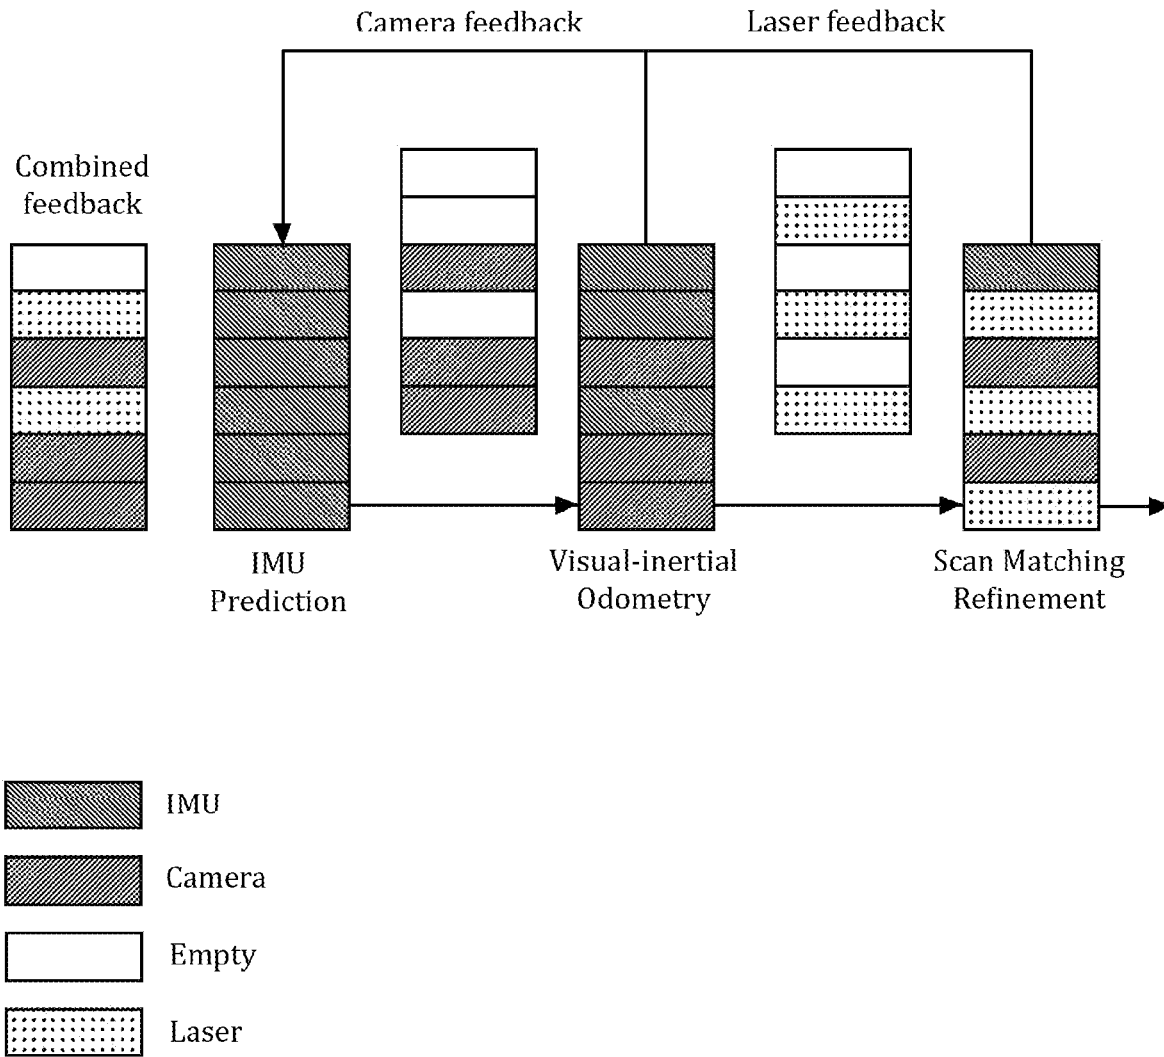 Camera feedback
Laser feedback
Combined
feedback
IMU
Prediction
Visual-inertial
Odometry
Scan Matching
Refinement
IMU
Camera
Empty
Laser